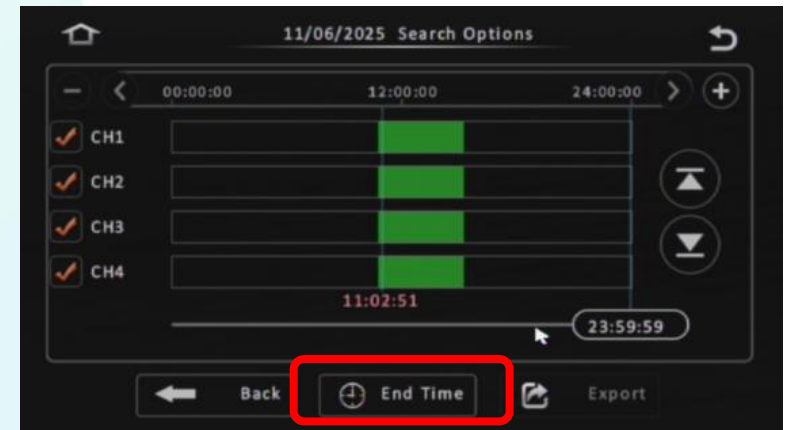 11/06/2025 Search Options
00:00:00 12:00:00 24:00:00
CH1
CH2
CH3
CH4
11:02:51
23:59:59
Back End Time Export